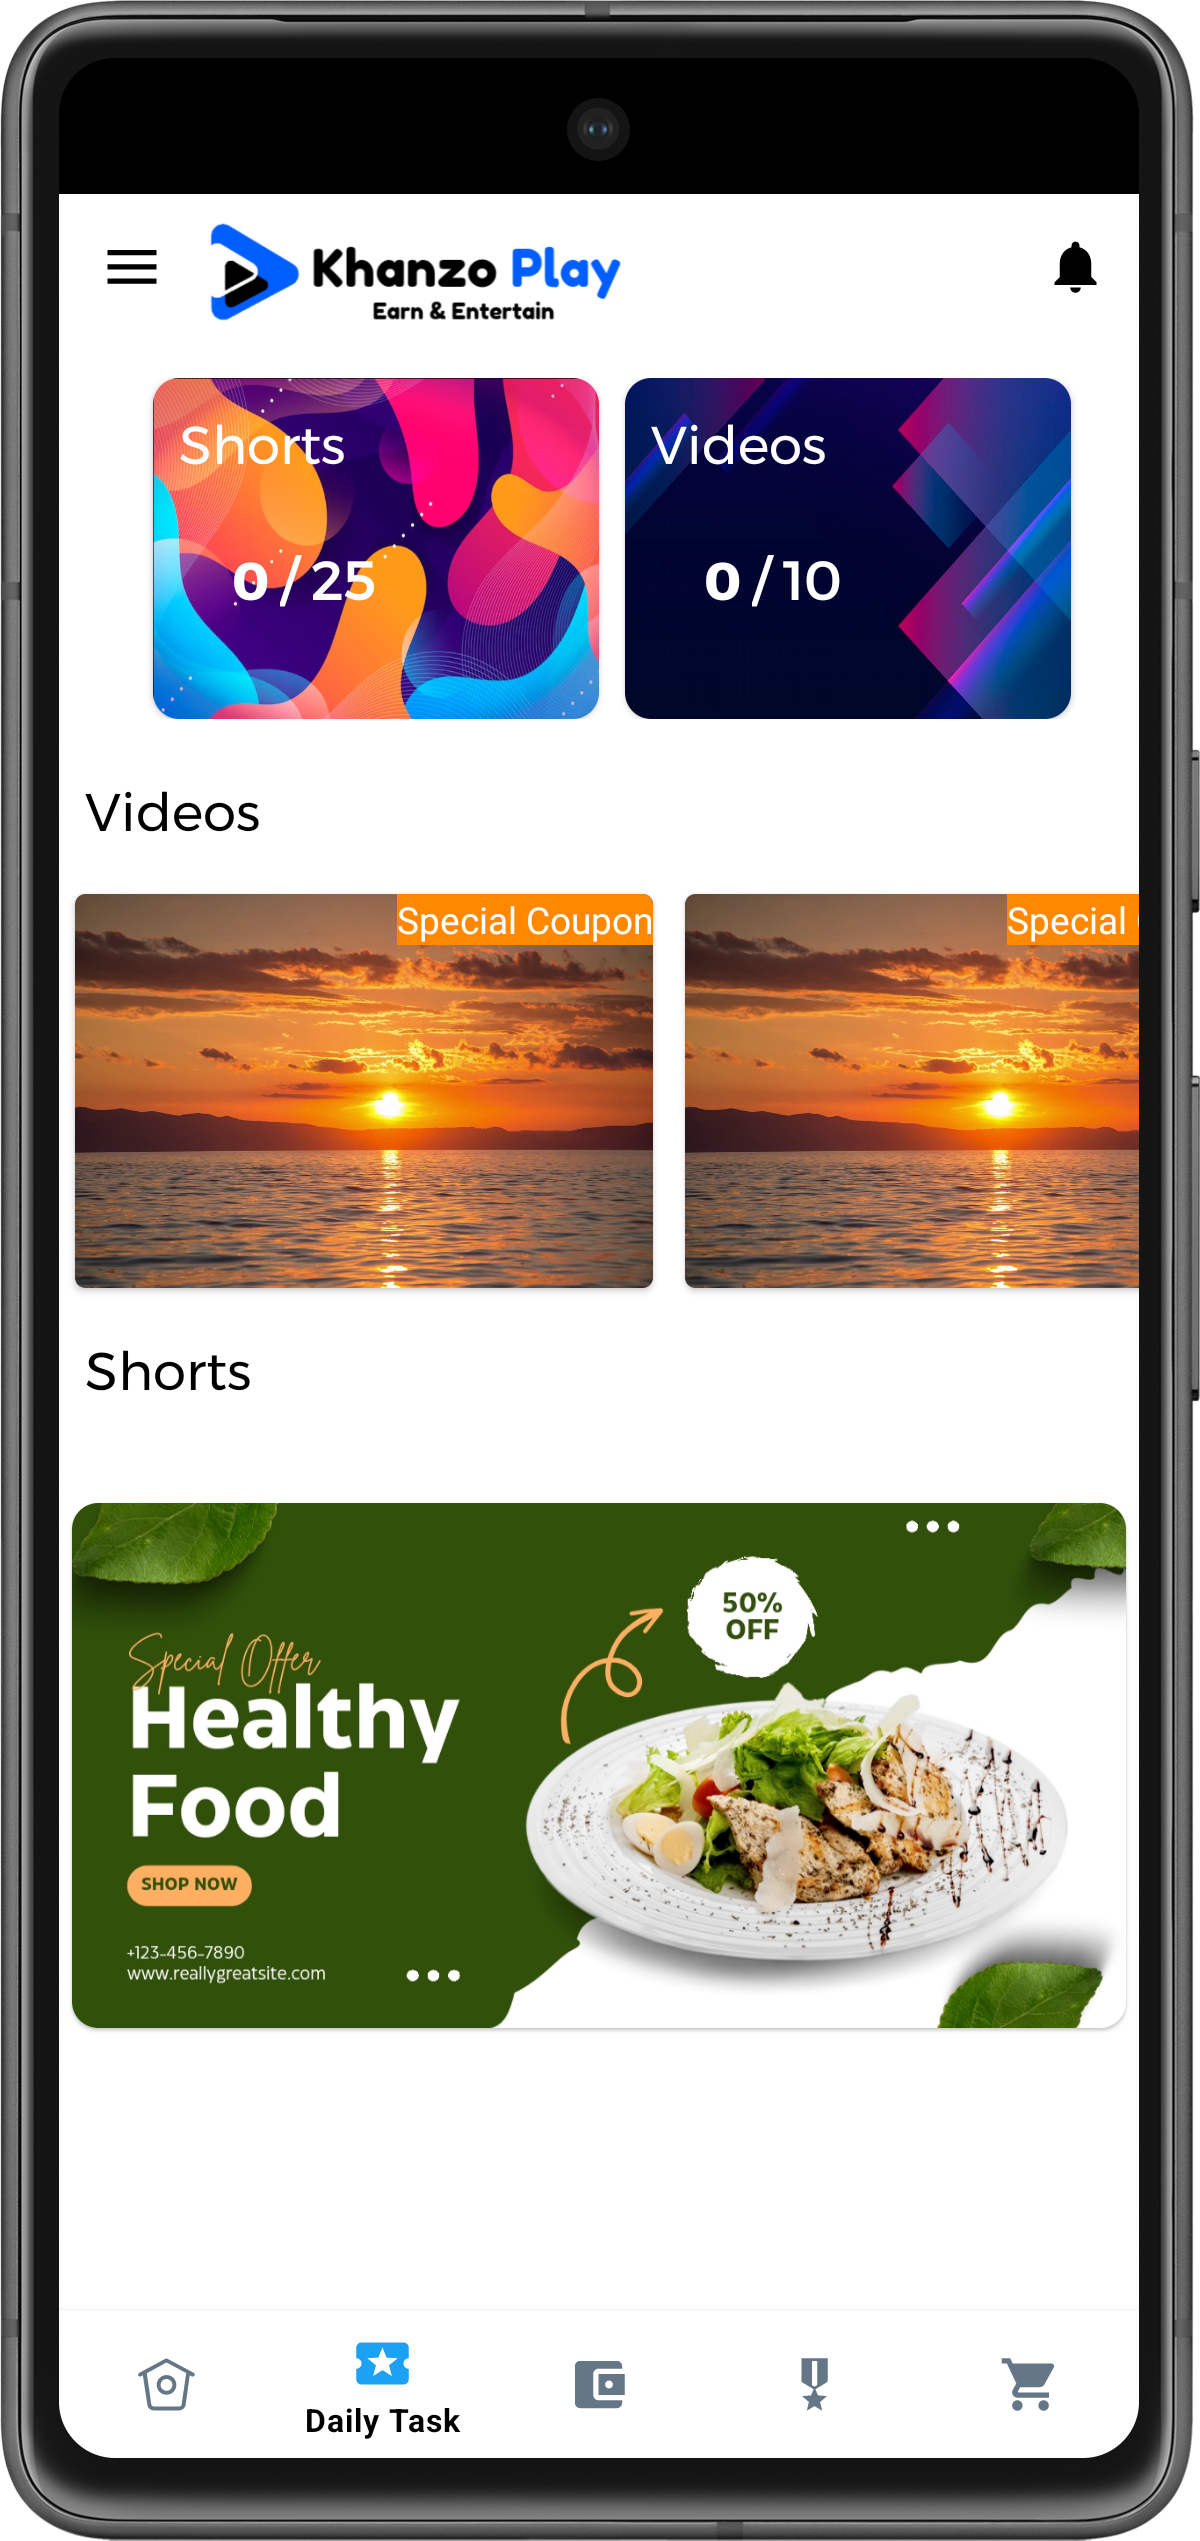 Khanzo Play
Earn & Entertain
Shorts
0/25
Videos
0/10
Videos
Special Coupon
Special
Shorts
50%
OFF
Special Offer
Healthy
Food
SHOP NOW
+123-456-7890
www.reallygreatsite.com
Daily Task